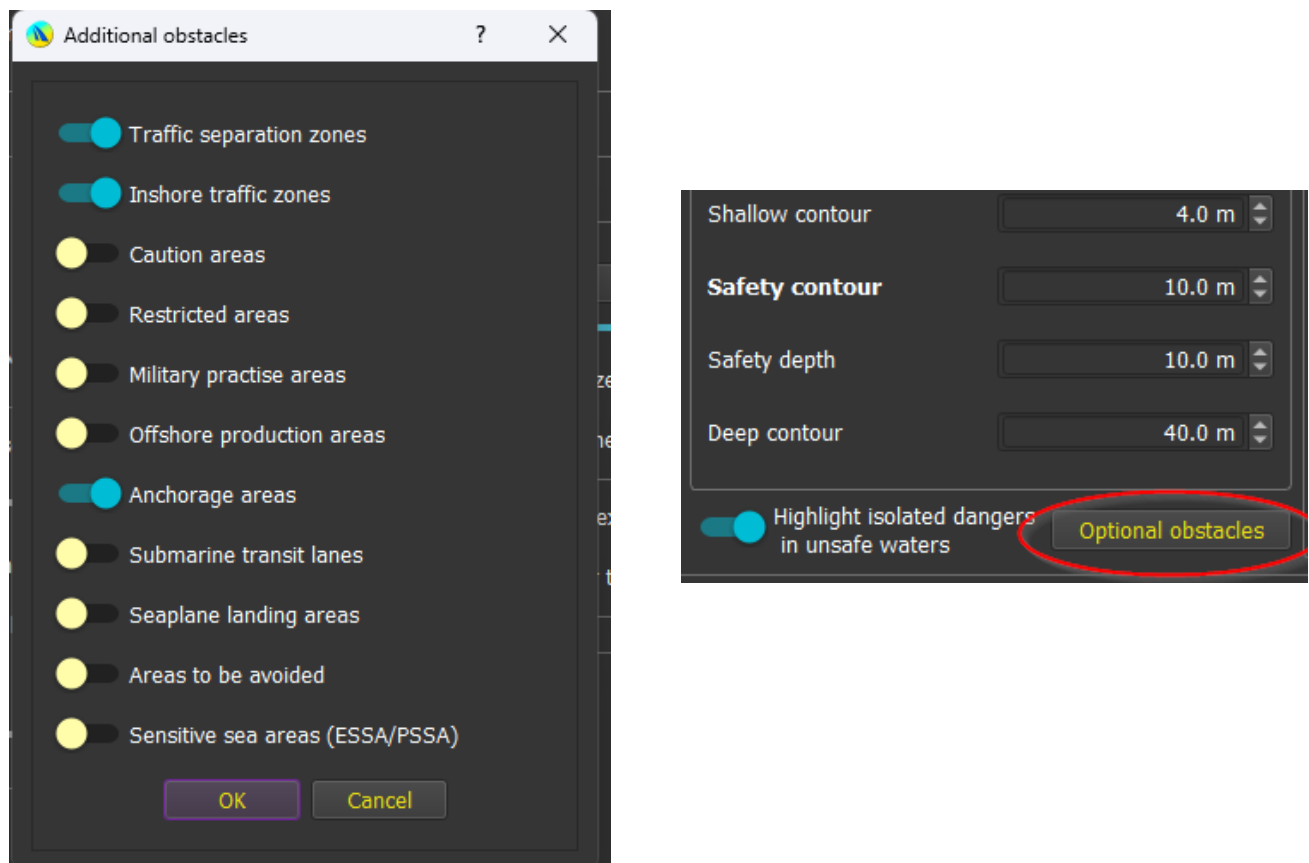 Additional obstacles ?
Traffic separation zones
Inshore traffic zones
Caution areas
Restricted areas
Military practise areas
Offshore production areas
Anchorage areas
Submarine transit lanes
Seaplane landing areas
Areas to be avoided
Sensitive sea areas (ESSA/PSSA)
OK Cancel
Shallow contour 4.0 m
Safety contour 10.0 m
Safety depth 10.0 m
Deep contour 40.0 m
Highlight isolated dangers
in unsafe waters
Optional obstacles